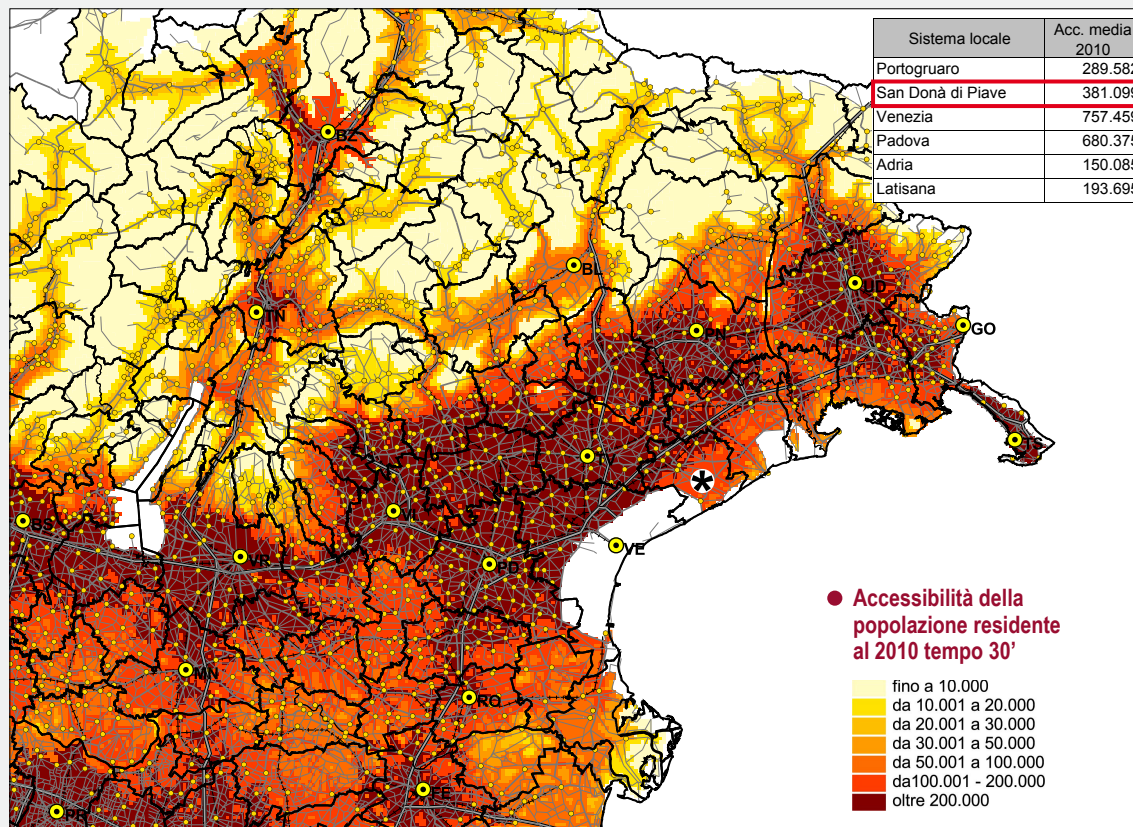 Sistema locale
Acc. media 2010
Portogruaro 289.582
San Donà di Piave 381.099
Venezia 757.459
Padova 680.375
Adria 150.085
Latisana 193.695
BZ
BL
UD
TN
PN
GO
TS
TV
BS
VI
VR
PD
VE
MN
RO
FE
PR
*
Accessibilità della
popolazione residente
al 2010 tempo 30’
fino a 10.000
da 10.001 a 20.000
da 20.001 a 30.000
da 30.001 a 50.000
da 50.001 a 100.000
da100.001 - 200.000
oltre 200.000